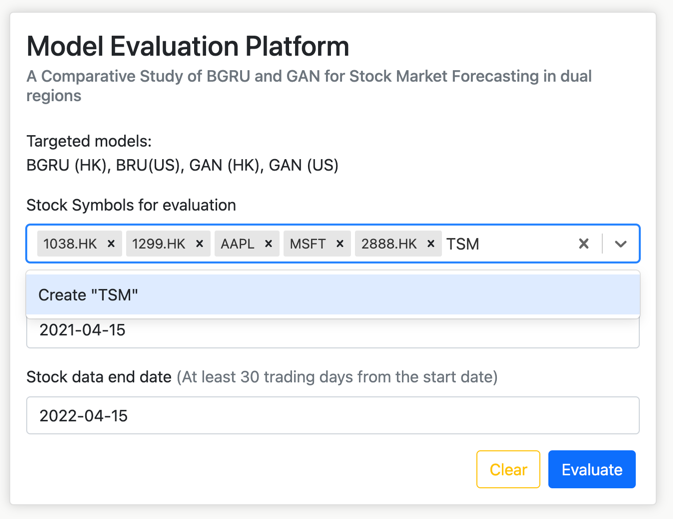 Model Evaluation Platform
A Comparative Study of BGRU and GAN for Stock Market Forecasting in dual
regions
Targeted models:
BGRU (HK), BRU(US), GAN (HK), GAN (US)
Stock Symbols for evaluation
1038.HK × 1299.HK × AAPL × MSFT × 2888.HK × TSM
Create "TSM"
2021-04-15
Stock data end date (At least 30 trading days from the start date)
2022-04-15
Clear Evaluate